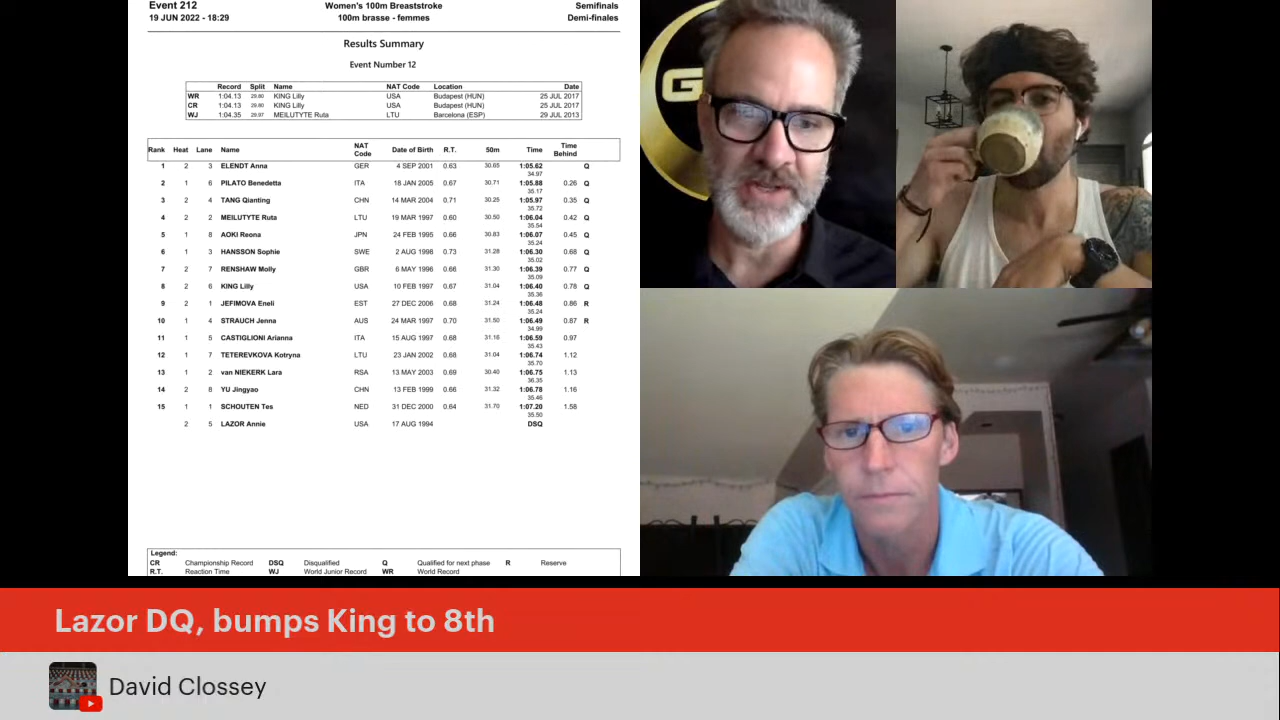 Event 212 Women's 100m Breaststroke Semifinals
19 JUN 2022 - 18:29 100m brasse - femmes Demi-finales
Results Summary
Event Number 12
Record Split Name NAT Code Location Date
WR 1:04.13 29.80 KING Lilly USA Budapest (HUN) 25 JUL 2017
CR 1:04.13 29.80 KING Lilly USA Budapest (HUN) 25 JUL 2017
WJ 1:04.35 29.97 MEILUTYTE Ruta LTU Barcelona (ESP) 29 JUL 2013
Rank Heat Lane Name NAT Code Date of Birth R.T. 50m Time Time Behind
1 2 3 ELENDT Anna GER 4 SEP 2001 0.63 30.65 1:05.62 Q
34.97
2 1 6 PILATO Benedetta ITA 18 JAN 2005 0.67 30.71 1:05.88 0.26 Q
35.17
3 2 4 TANG Qianting CHN 14 MAR 2004 0.71 30.25 1:05.97 0.35 Q
35.72
4 2 2 MEILUTYTE Ruta LTU 19 MAR 1997 0.60 30.50 1:06.04 0.42 Q
35.54
5 1 8 AOKI Reona JPN 24 FEB 1995 0.66 30.83 1:06.07 0.45 Q
35.24
6 1 3 HANSSON Sophie SWE 2 AUG 1998 0.73 31.28 1:06.30 0.68 Q
35.02
7 2 7 RENSHAW Molly GBR 6 MAY 1996 0.66 31.30 1:06.39 0.77 Q
35.09
8 2 6 KING Lilly USA 10 FEB 1997 0.67 31.04 1:06.40 0.78 Q
35.36
9 2 1 JEFIMOVA Eneli EST 27 DEC 2006 0.68 31.24 1:06.48 0.86 R
35.24
10 1 4 STRAUCH Jenna AUS 24 MAR 1997 0.70 31.50 1:06.49 0.87 R
34.99
11 1 5 CASTIGLIONI Arianna ITA 15 AUG 1997 0.68 31.16 1:06.59 0.97
35.43
12 1 7 TETEREVKOVA Kotryna LTU 23 JAN 2002 0.68 31.04 1:06.74 1.12
35.70
13 1 2 van NIEKERK Lara RSA 13 MAY 2003 0.69 30.40 1:06.75 1.13
36.35
14 2 8 YU Jingyao CHN 13 FEB 1999 0.66 31.32 1:06.78 1.16
35.46
15 1 1 SCHOUTEN Tes NED 31 DEC 2000 0.64 31.70 1:07.20 1.58
35.50
2 5 LAZOR Annie USA 17 AUG 1994 DSQ
Legend:
CR Championship Record DSQ Disqualified Q Qualified for next phase R Reserve
R.T. Reaction Time WJ World Junior Record WR World Record
G
Lazor DQ, bumps King to 8th
David Clossey